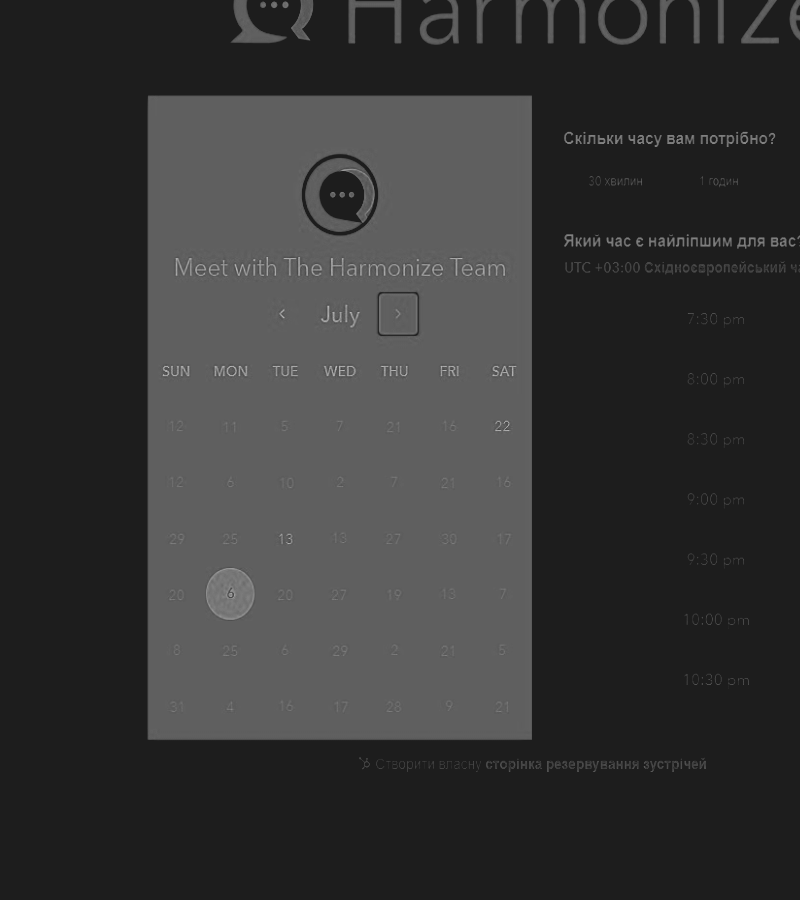 Harmonize
Meet with The Harmonize Team
July
SUN MON TUE WED THU FRI SAT
12 11 5 7 21 16 22
12 6 10 2 7 21 16
29 25 13 13 27 30 17
20 6 20 27 19 13 7
8 25 6 29 2 21 5
31 4 16 17 28 9 21
Скільки часу вам потрібно?
30 хвилин 1 годин
Який час є найліпшим для вас?
UTC +03:00 Східноєвропейський
7:30 pm
8:00 pm
8:30 pm
9:00 pm
9:30 pm
10:00 pm
10:30 pm
Створити власну сторінка резервування зустрічей